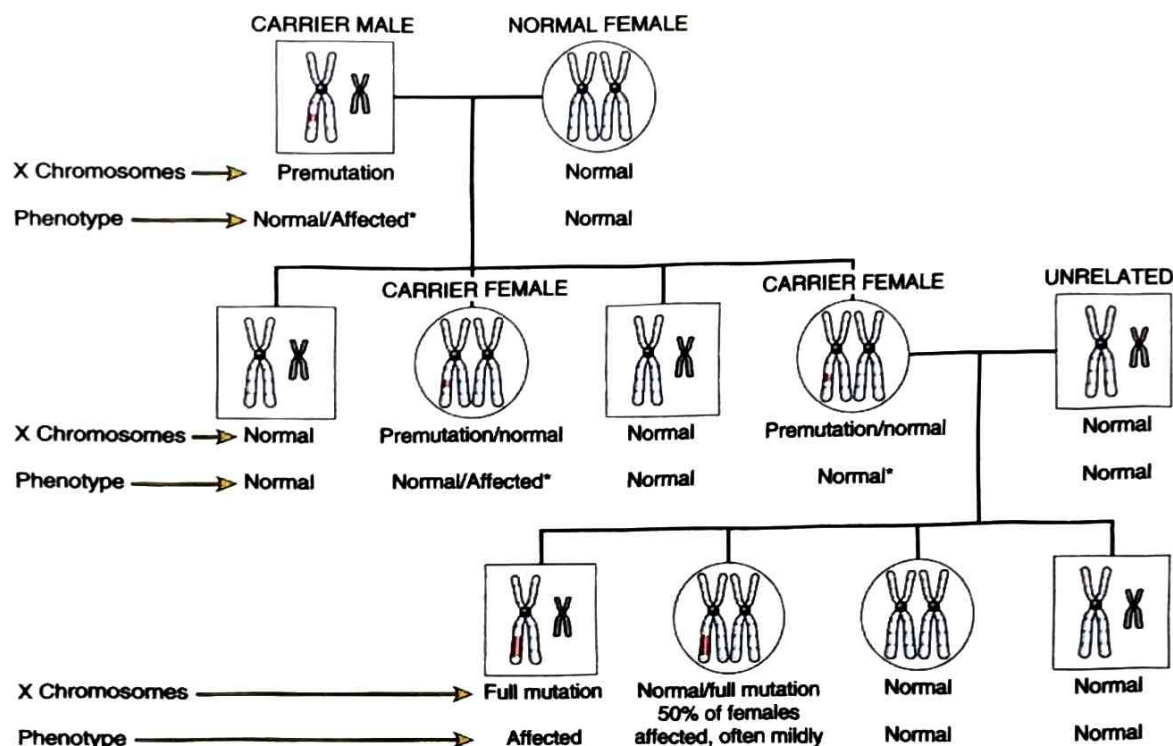 CARRIER MALE NORMAL FEMALE
X Chromosomes Premutation Normal
Phenotype Normal/Affected* Normal
CARRIER FEMALE CARRIER FEMALE UNRELATED
X Chromosomes Normal Premutation/normal Normal Premutation/normal Normal
Phenotype Normal Normal/Affected* Normal Normal* Normal
X Chromosomes Full mutation Normal/full mutation Normal Normal
50% of females
Phenotype Affected affected, often mildly Normal Normal